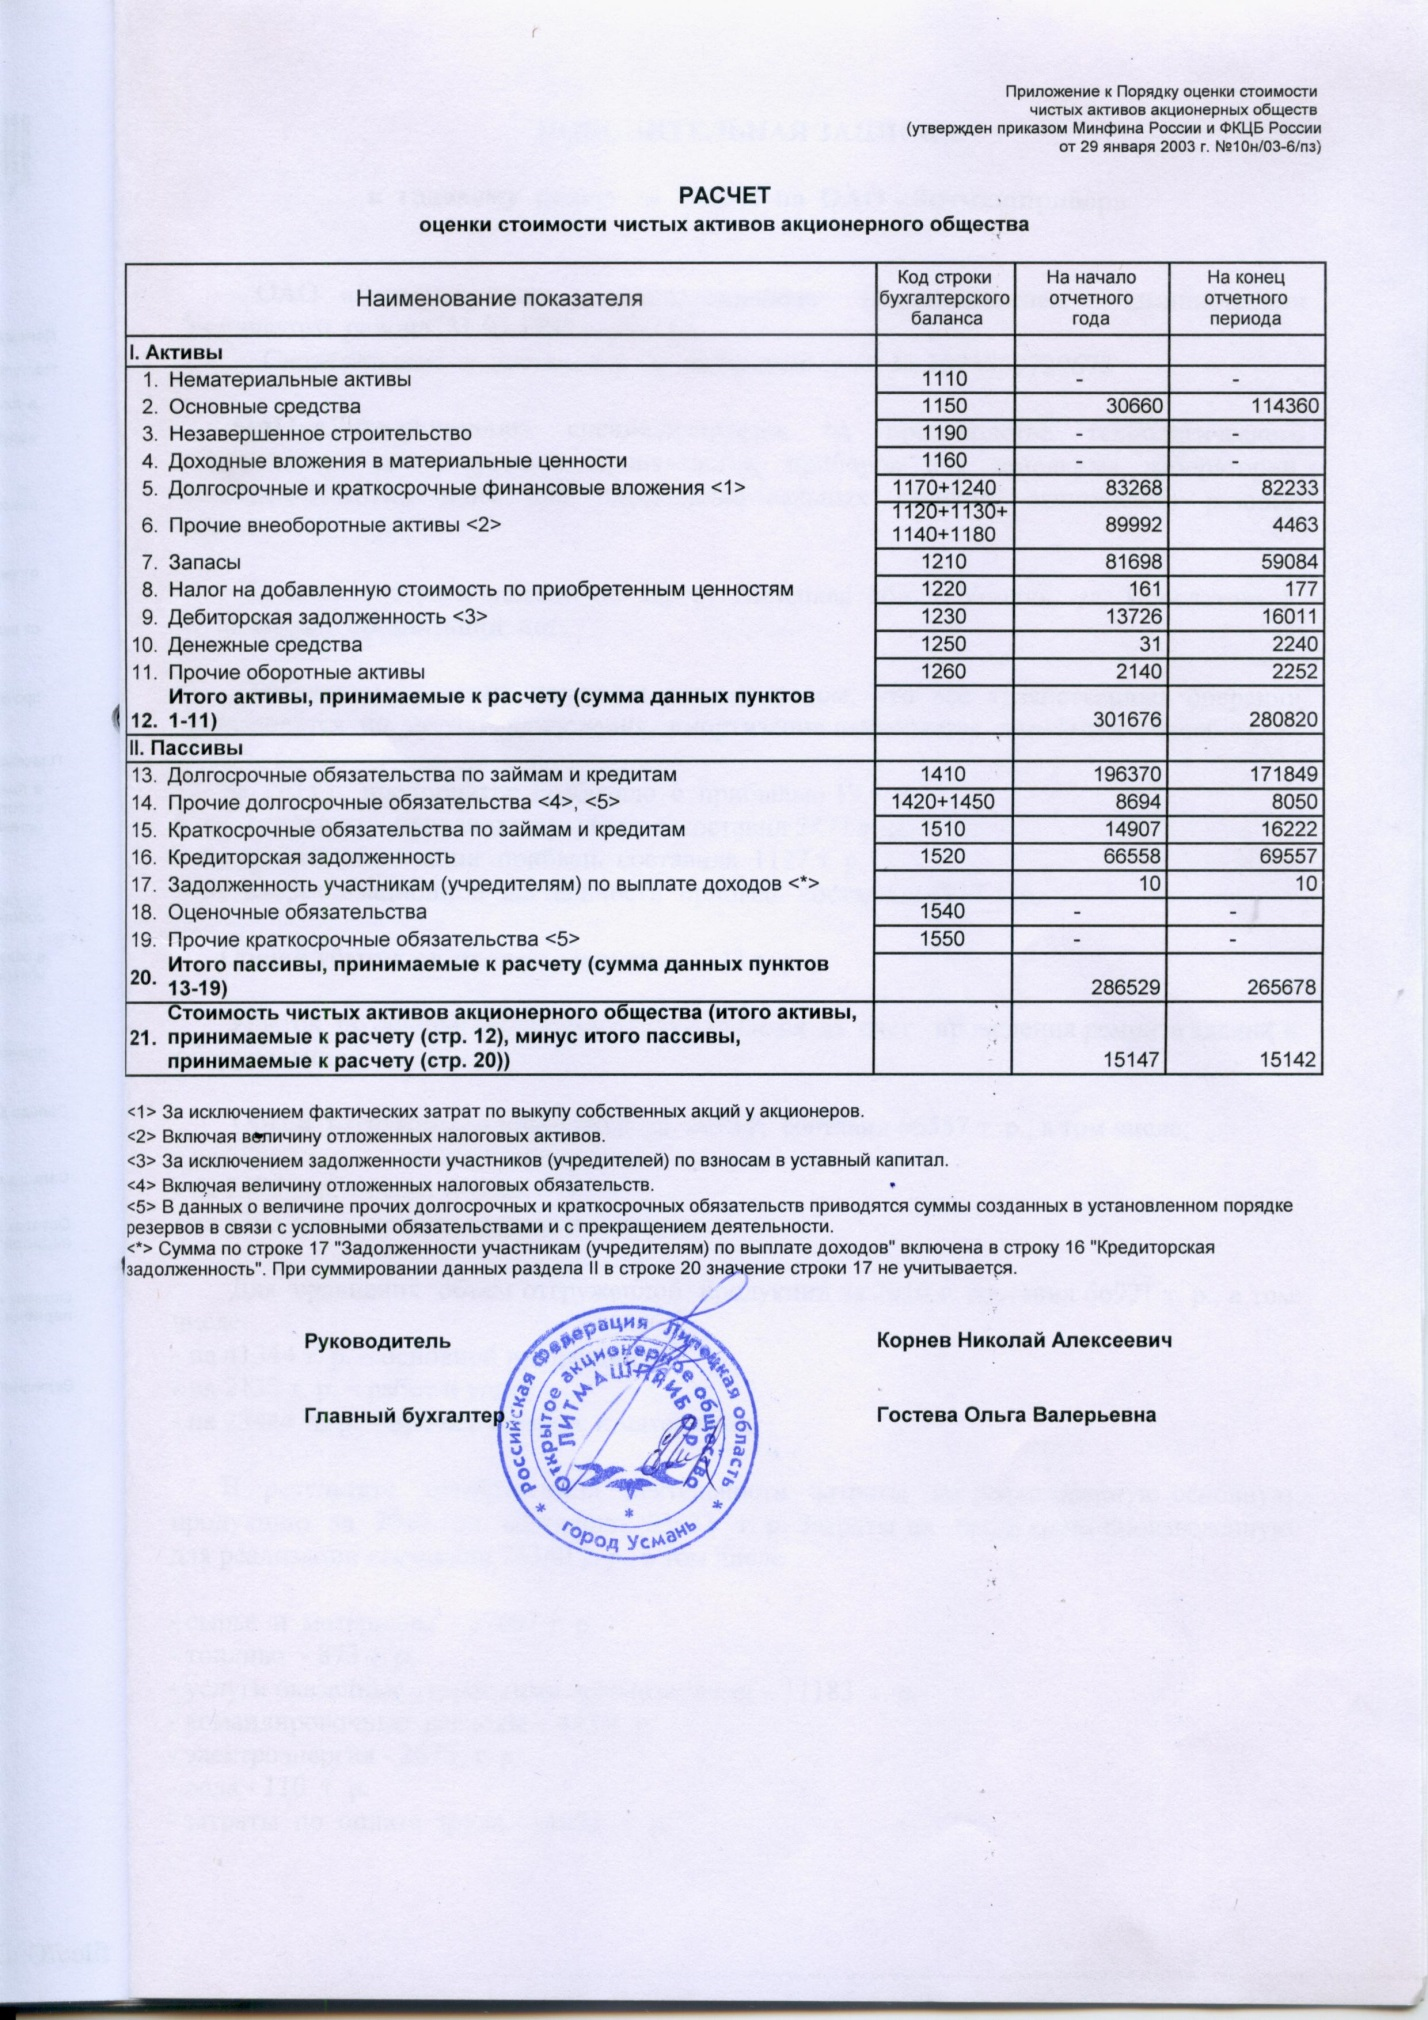 Приложение к Порядку оценки стоимости
чистых активов акционерных обществ
(утвержден приказом Минфина России и ФКЦБ России
от 29 января 2003 г. №10н/03-6/пз)
РАСЧЕТ
оценки стоимости чистых активов акционерного общества
Наименование показателя | Код строки бухгалтерского баланса | На начало отчетного года | На конец отчетного периода
I. Активы
1. Нематериальные активы 1110 - -
2. Основные средства 1150 30660 114360
3. Незавершенное строительство 1190 - -
4. Доходные вложения в материальные ценности 1160 - -
5. Долгосрочные и краткосрочные финансовые вложения <1> 1170+1240 83268 82233
6. Прочие внеоборотные активы <2> 1120+1130+ 1140+1180 89992 4463
7. Запасы 1210 81698 59084
8. Налог на добавленную стоимость по приобретенным ценностям 1220 161 177
9. Дебиторская задолженность <3> 1230 13726 16011
10. Денежные средства 1250 31 2240
11. Прочие оборотные активы 1260 2140 2252
Итого активы, принимаемые к расчету (сумма данных пунктов
12. 1-11) 301676 280820
II. Пассивы
13. Долгосрочные обязательства по займам и кредитам 1410 196370 171849
14. Прочие долгосрочные обязательства <4>, <5> 1420+1450 8694 8050
15. Краткосрочные обязательства по займам и кредитам 1510 14907 16222
16. Кредиторская задолженность 1520 66558 69557
17. Задолженность участникам (учредителям) по выплате доходов <*> 10 10
18. Оценочные обязательства 1540 - -
19. Прочие краткосрочные обязательства <5> 1550 - -
20. Итого пассивы, принимаемые к расчету (сумма данных пунктов
13-19) 286529 265678
Стоимость чистых активов акционерного общества (итого активы,
21. принимаемые к расчету (стр. 12), минус итого пассивы,
принимаемые к расчету (стр. 20)) 15147 15142
<1> За исключением фактических затрат по выкупу собственных акций у акционеров.
<2> Включая величину отложенных налоговых активов.
<3> За исключением задолженности участников (учредителей) по взносам в уставный капитал.
<4> Включая величину отложенных налоговых обязательств.
<5> В данных о величине прочих долгосрочных и краткосрочных обязательств приводятся суммы созданных в установленном порядке
резервов в связи с условными обязательствами и с прекращением деятельности.
<*> Сумма по строке 17 "Задолженности участникам (учредителям) по выплате доходов" включена в строку 16 "Кредиторская
задолженность". При суммировании данных раздела II в строке 20 значение строки 17 не учитывается.
Руководитель Корнев Николай Алексеевич
Главный бухгалтер Гостева Ольга Валерьевна
* Российская Федерация Липецкая область *
Открытое акционерное общество
город Усмань